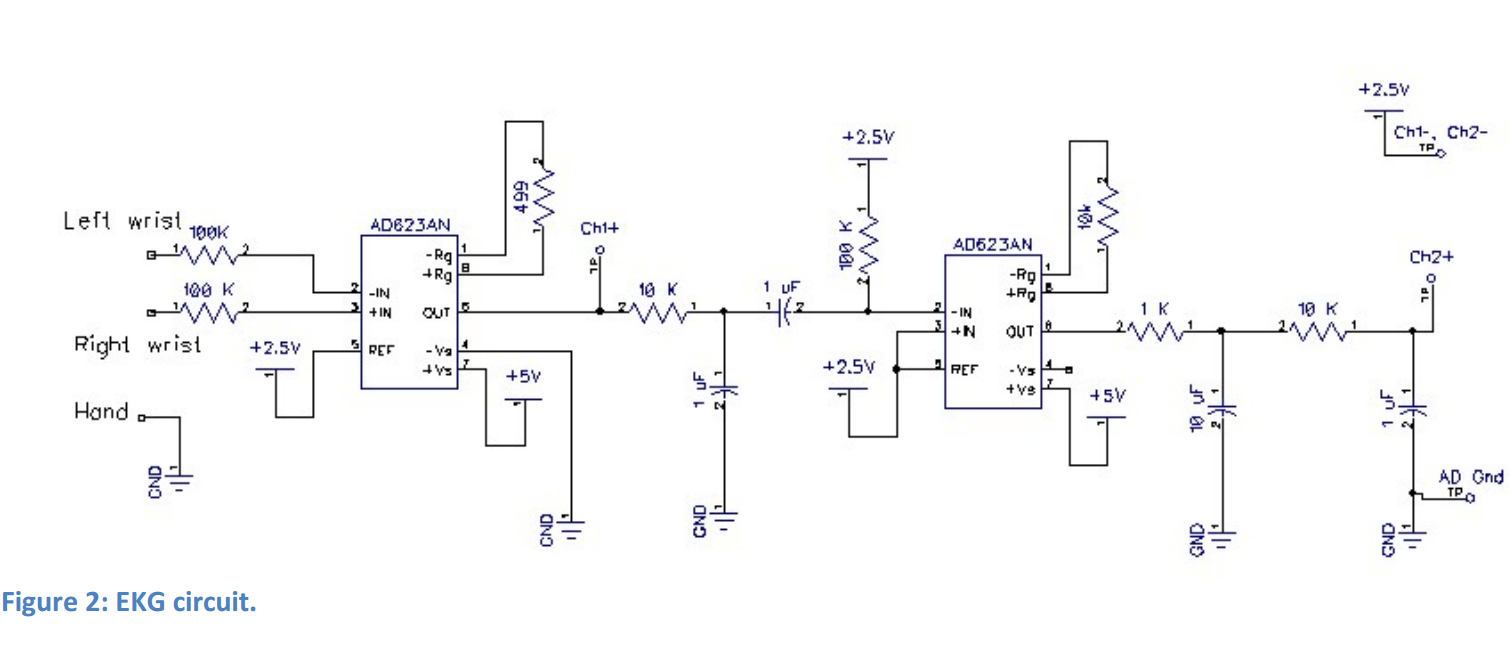 +2.5V
1
Ch1-, Ch2-
TP
+2.5V
1
2
499
1
2
10k
1
1
100 K
2
Left wrist
1 100K 2
AD623AN
-Rg 1
+Rg 8
Ch1+
TP
AD623AN
-Rg 1
+Rg 8
Ch2+
TP
1 100 K 2
2 -IN
3 +IN
OUT 6
2 10 K 1
1 uF
1 2
2 -IN
3 +IN
OUT 6
2 1 K 1
2 10 K 1
Right wrist
+2.5V
1
5 REF
-Vs 4
+Vs 7
+5V
1
1 uF
1
2
+2.5V
1
5 REF
-Vs 4
+Vs 7
+5V
1
10 uF
1
2
1 uF
1
2
Hand
GND
1
GND
1
GND
1
GND
1
GND
1
AD Gnd
TP
Figure 2: EKG circuit.